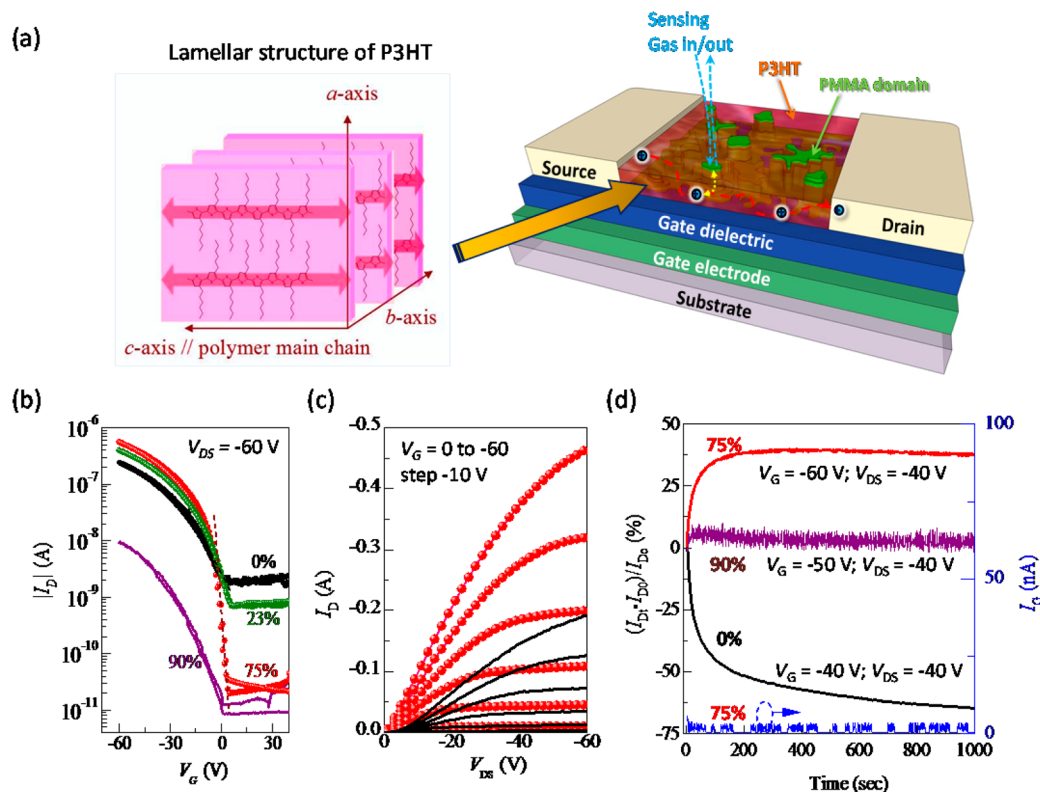 (a)
Lamellar structure of P3HT
a-axis
b-axis
c-axis // polymer main chain
Sensing
Gas in/out
P3HT
PMMA domain
Source
Drain
Gate dielectric
Gate electrode
Substrate
(b)
10^-6
10^-7
10^-8
10^-9
10^-10
10^-11
|I_D| (A)
V_DS = -60 V
0%
23%
90%
75%
-60
-30
0
30
V_G (V)
(c)
-0.5
-0.4
-0.3
-0.2
-0.1
0.0
I_D (A)
V_G = 0 to -60
step -10 V
0
-20
-40
-60
V_DS (V)
(d)
50
25
0
-25
-50
-75
100
50
0
I_G (nA)
75%
V_G = -60 V; V_DS = -40 V
90%
V_G = -50 V; V_DS = -40 V
0%
V_G = -40 V; V_DS = -40 V
75%
0
200
400
600
800
1000
Time (sec)